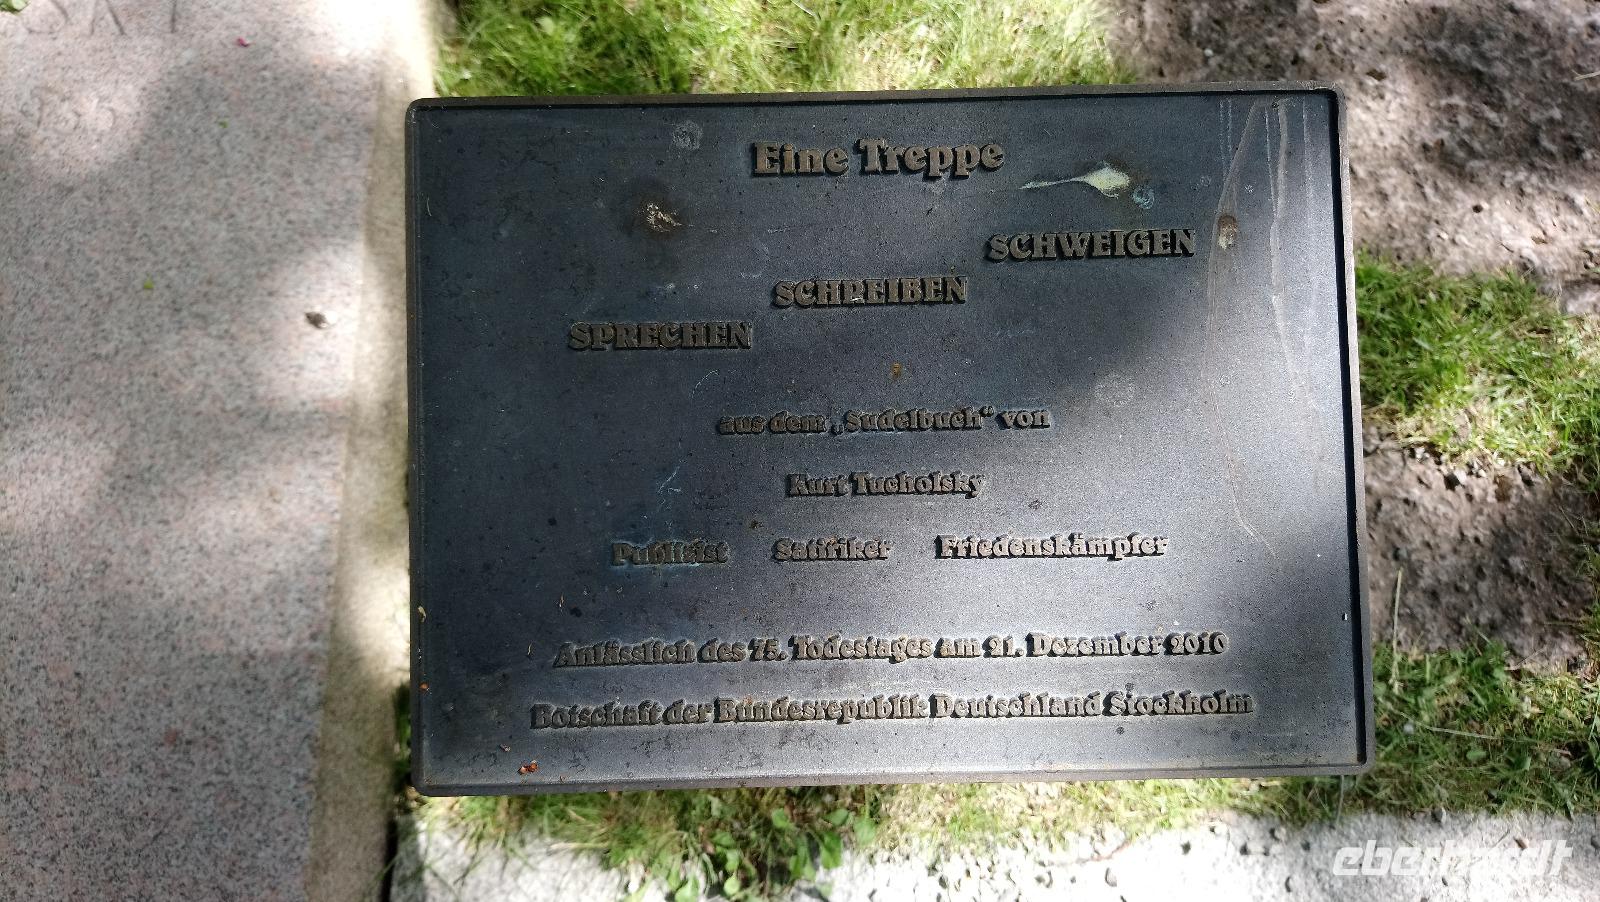 Eine Treppe
SCHWEIGEN
SCHREIBEN
SPRECHEN
aus dem „Sudelbuch“ von
Kurt Tucholsky
Publizist Satiriker Friedenskämpfer
Anlässlich des 75. Todestages am 21. Dezember 2010
Botschaft der Bundesrepublik Deutschland Stockholm
eberhardt